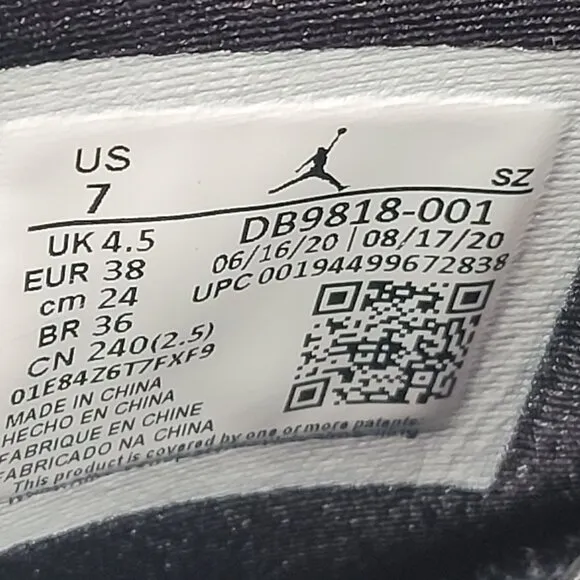 US
7
SZ
UK 4.5
EUR 38
cm 24
BR 36
CN 240(2.5)
01E84Z6T7FXF9
DB9818-001
06/16/20 | 08/17/20
UPC 00194499672838
MADE IN CHINA
HECHO EN CHINA
FABRIQUE EN CHINE
FABRICADO NA CHINA
This product is covered by one or more patents